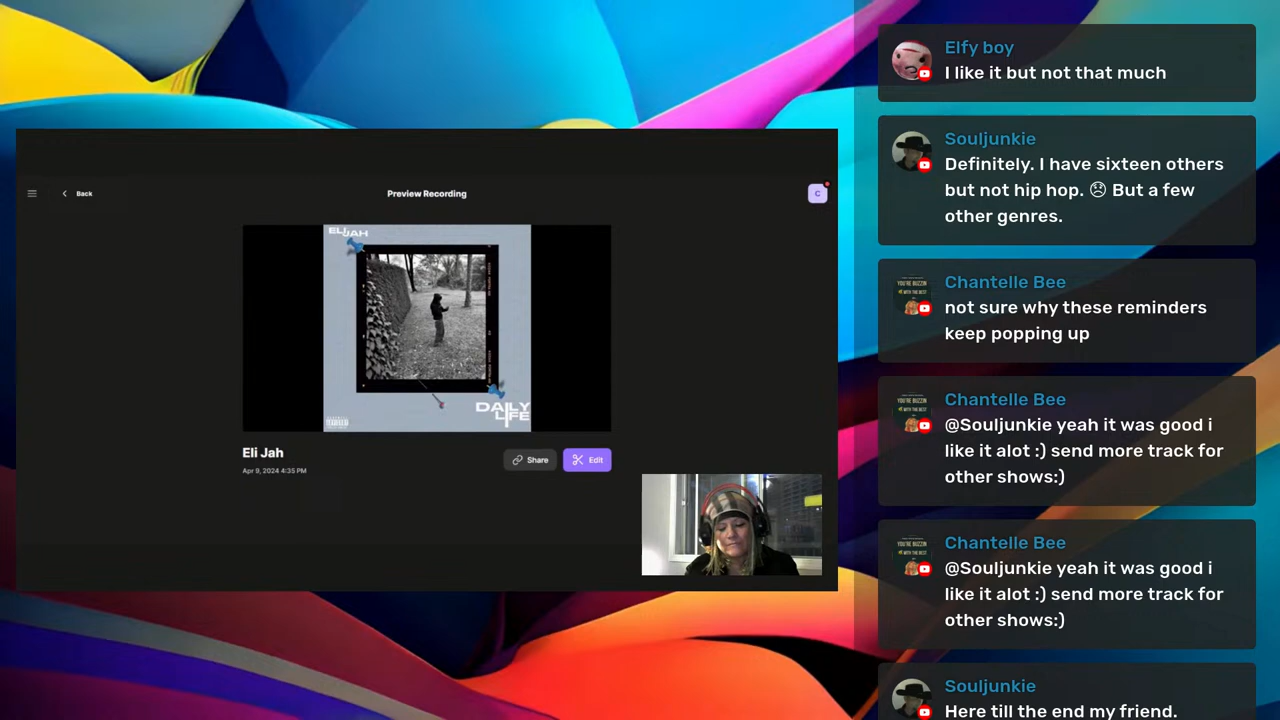 Back
Preview Recording
C
ELIJAH
DAILY
LIFE
Eli Jah
Apr 9, 2024 4:35 PM
Share
Edit
Elfy boy
I like it but not that much
Souljunkie
Definitely. I have sixteen others
but not hip hop. 😞 But a few
other genres.
Chantelle Bee
not sure why these reminders
keep popping up
Chantelle Bee
@Souljunkie yeah it was good i
like it alot :) send more track for
other shows:)
Chantelle Bee
@Souljunkie yeah it was good i
like it alot :) send more track for
other shows:)
Souljunkie
Here till the end my friend.